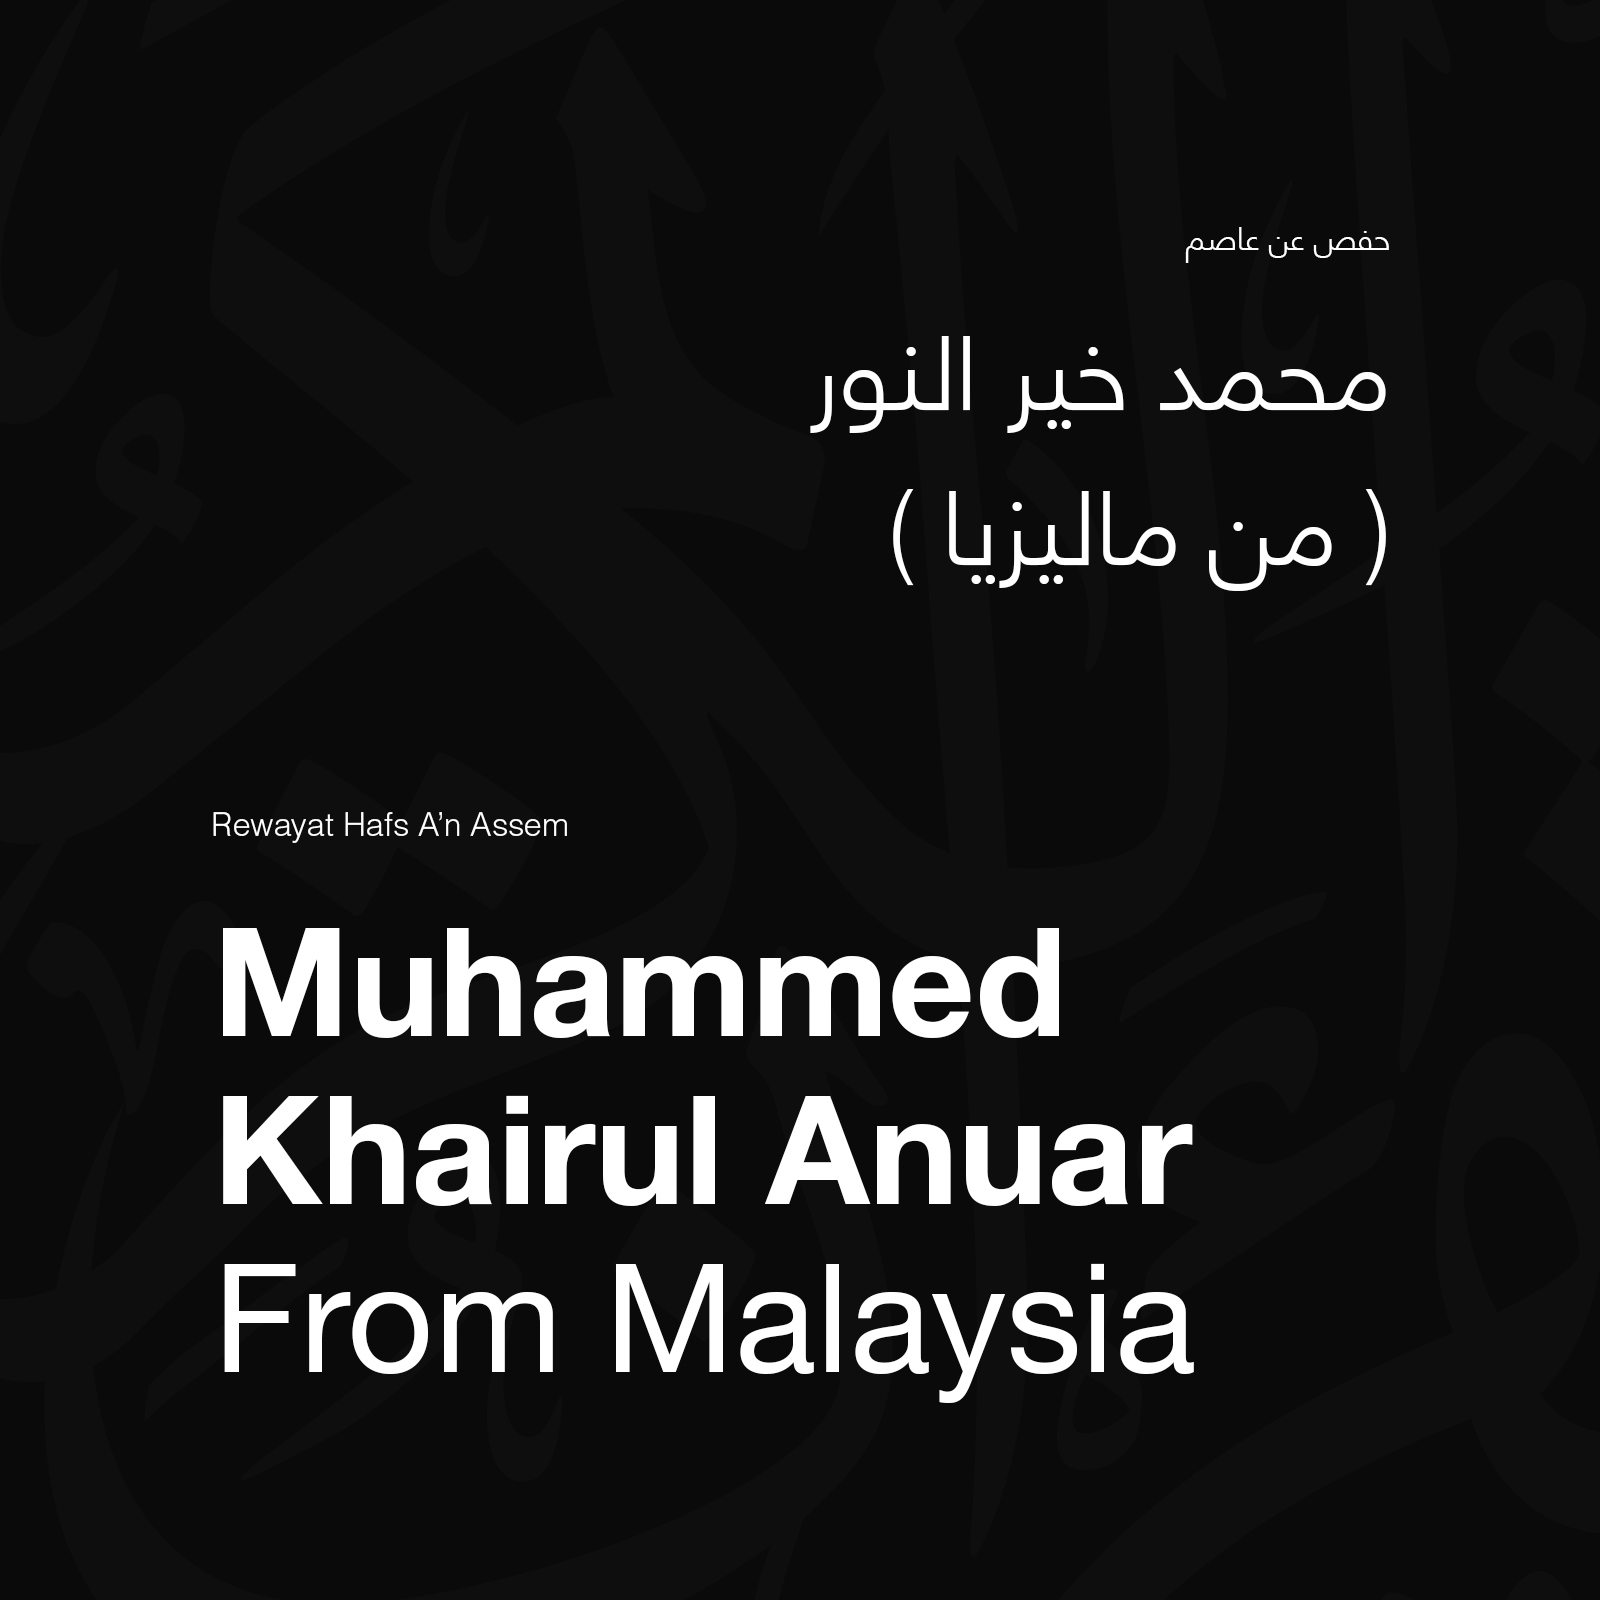 حفص عن عاصم
محمد خير النور
( من ماليزيا )
Rewayat Hafs A’n Assem
Muhammed
Khairul Anuar
From Malaysia